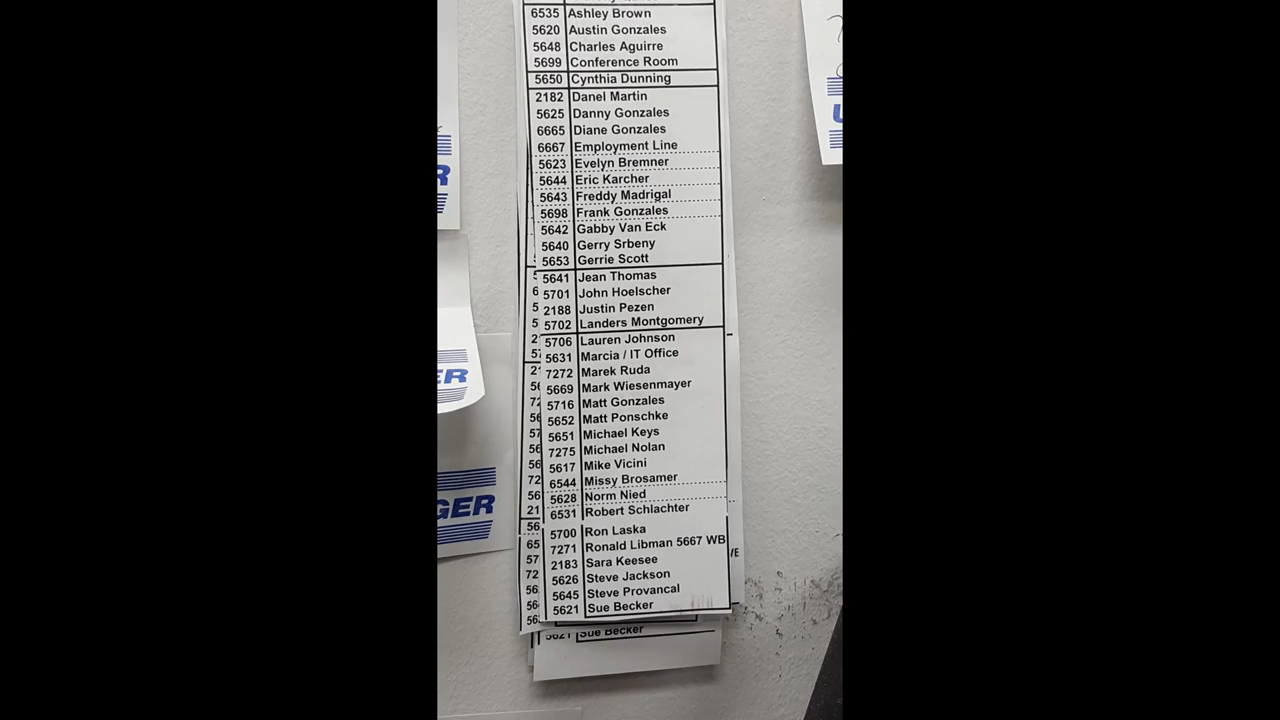 6535 Ashley Brown
5620 Austin Gonzales
5648 Charles Aguirre
5699 Conference Room
5650 Cynthia Dunning
2182 Danel Martin
5625 Danny Gonzales
6665 Diane Gonzales
6667 Employment Line
5623 Evelyn Bremner
5644 Eric Karcher
5643 Freddy Madrigal
5698 Frank Gonzales
5642 Gabby Van Eck
5640 Gerry Srbeny
5653 Gerrie Scott
5641 Jean Thomas
5701 John Hoelscher
2188 Justin Pezen
5702 Landers Montgomery
5706 Lauren Johnson
5631 Marcia / IT Office
7272 Marek Ruda
5669 Mark Wiesenmayer
5716 Matt Gonzales
5652 Matt Ponschke
5651 Michael Keys
7275 Michael Nolan
5617 Mike Vicini
6544 Missy Brosamer
5628 Norm Nied
6531 Robert Schlachter
5700 Ron Laska
7271 Ronald Libman 5667 WB
2183 Sara Keesee
5626 Steve Jackson
5645 Steve Provancal
5621 Sue Becker
5621 Sue Becker
ER
GER